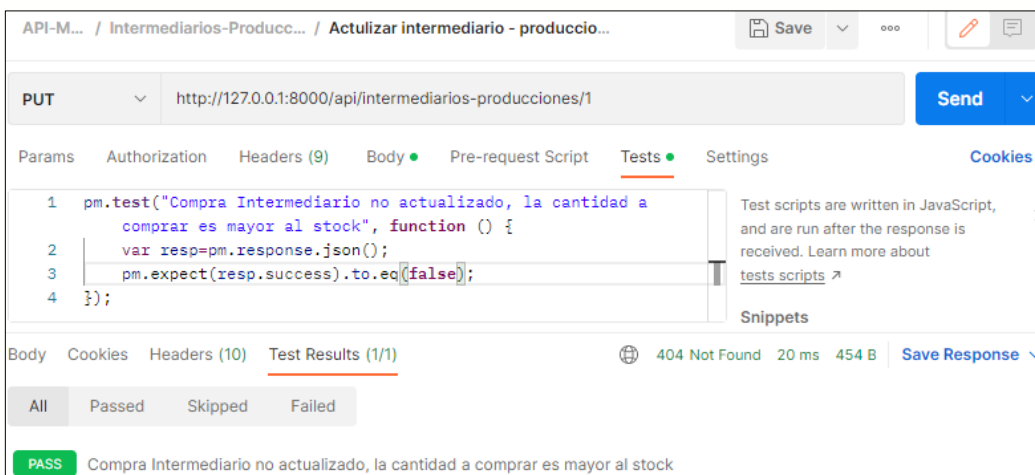 API-M... / Intermediarios-Producc... / Actulizar intermediario - produccio... Save
PUT http://127.0.0.1:8000/api/intermediarios-producciones/1 Send
Params Authorization Headers (9) Body Pre-request Script Tests Settings Cookies
1 pm.test("Compra Intermediario no actualizado, la cantidad a
comprar es mayor al stock", function () {
2 var resp=pm.response.json();
3 pm.expect(resp.success).to.eq(false);
4 });
Test scripts are written in JavaScript,
and are run after the response is
received. Learn more about
tests scripts
Snippets
Body Cookies Headers (10) Test Results (1/1) 404 Not Found 20 ms 454 B Save Response
All Passed Skipped Failed
PASS Compra Intermediario no actualizado, la cantidad a comprar es mayor al stock